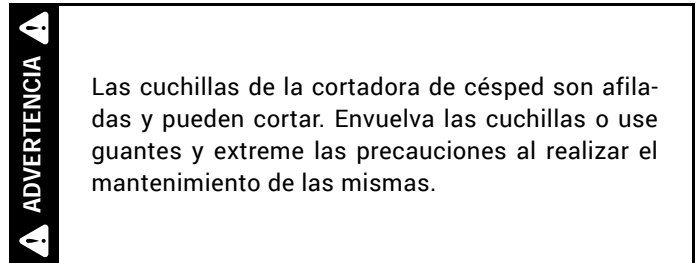 ADVERTENCIA
Las cuchillas de la cortadora de césped son afila-
das y pueden cortar. Envuelva las cuchillas o use
guantes y extreme las precauciones al realizar el
mantenimiento de las mismas.